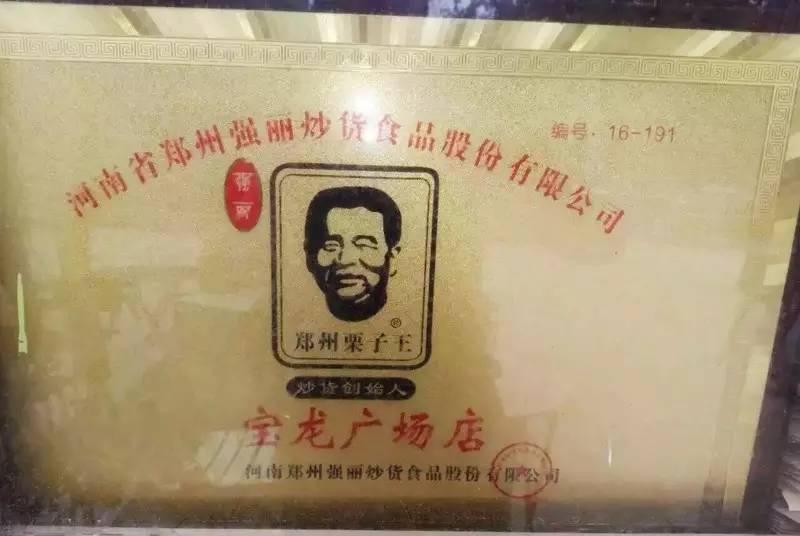 河南省郑州强丽炒货食品股份有限公司
编号·16-191
强丽
®
郑州栗子王
炒货创始人
宝龙广场店
河南郑州强丽炒货食品股份有限公司